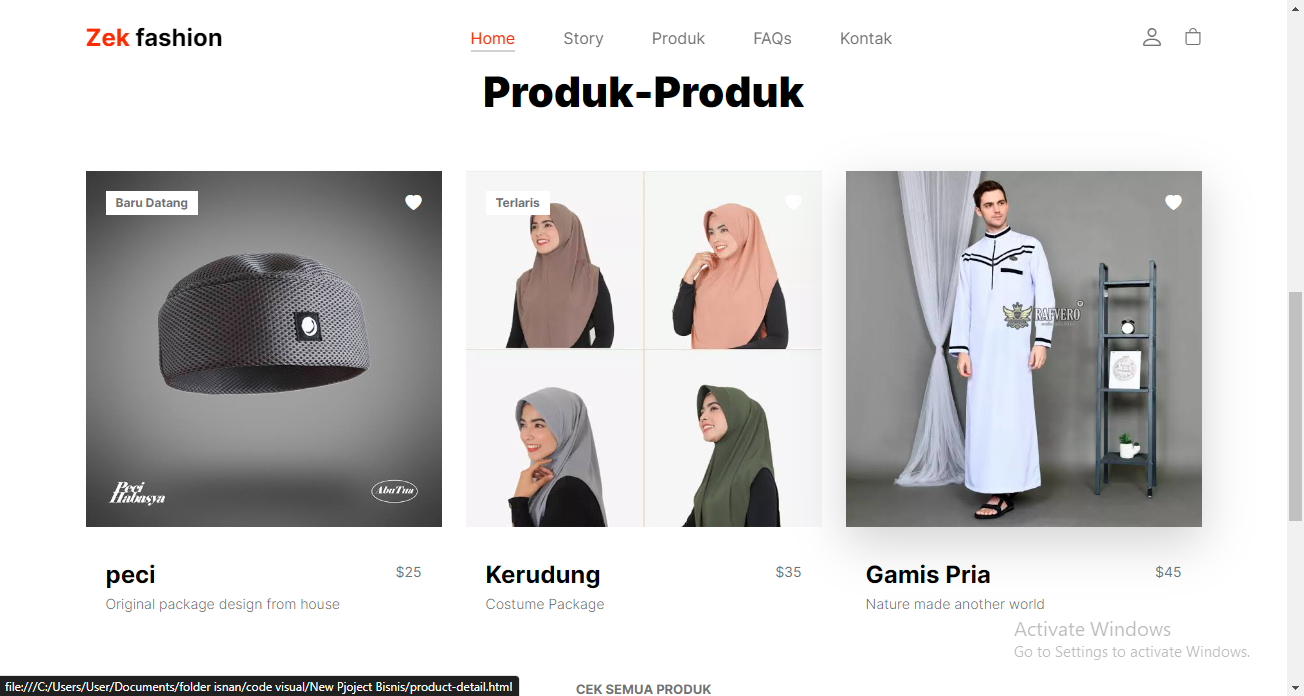 Zek fashion
Home Story Produk FAQs Kontak
Produk-Produk
Baru Datang
Terlaris
RAFVERO
Peci
Habasya
AbuTua
peci $25
Original package design from house
Kerudung $35
Costume Package
Gamis Pria $45
Nature made another world
Activate Windows
Go to Settings to activate Windows.
file:///C:/Users/User/Documents/folder isnan/code visual/New Pjoject Bisnis/product-detail.html
CEK SEMUA PRODUK